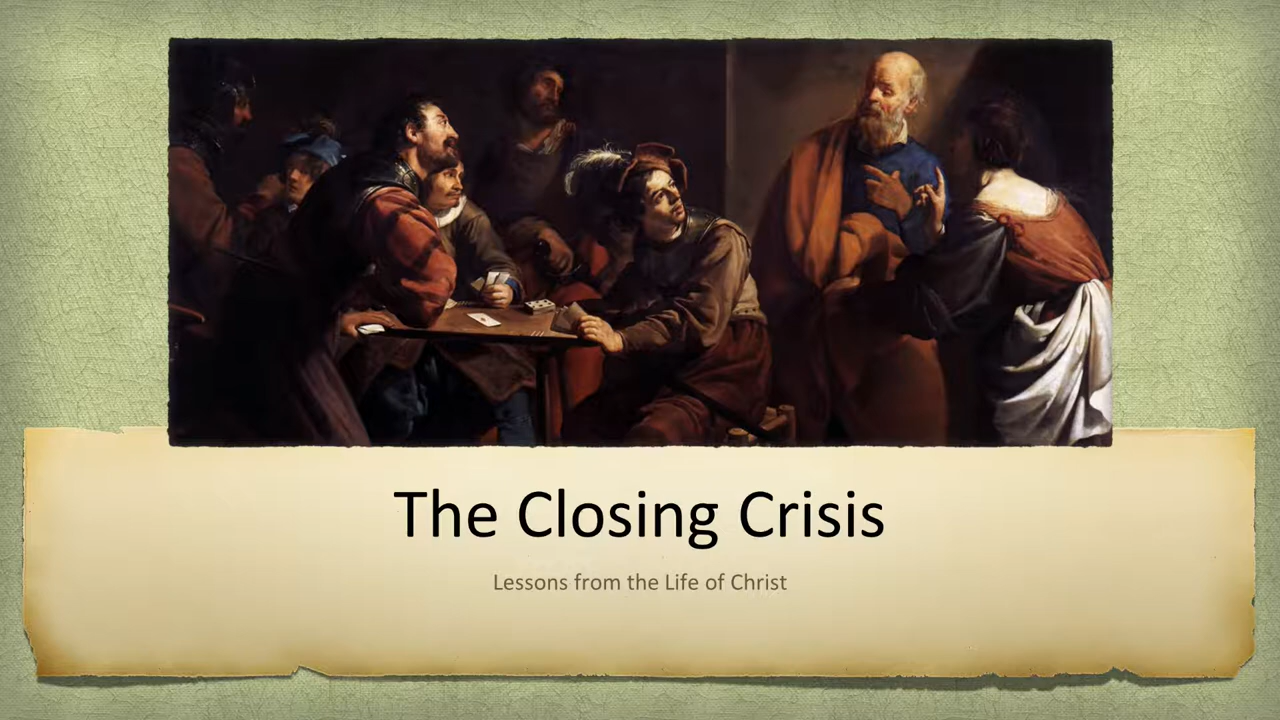 The Closing Crisis
Lessons from the Life of Christ